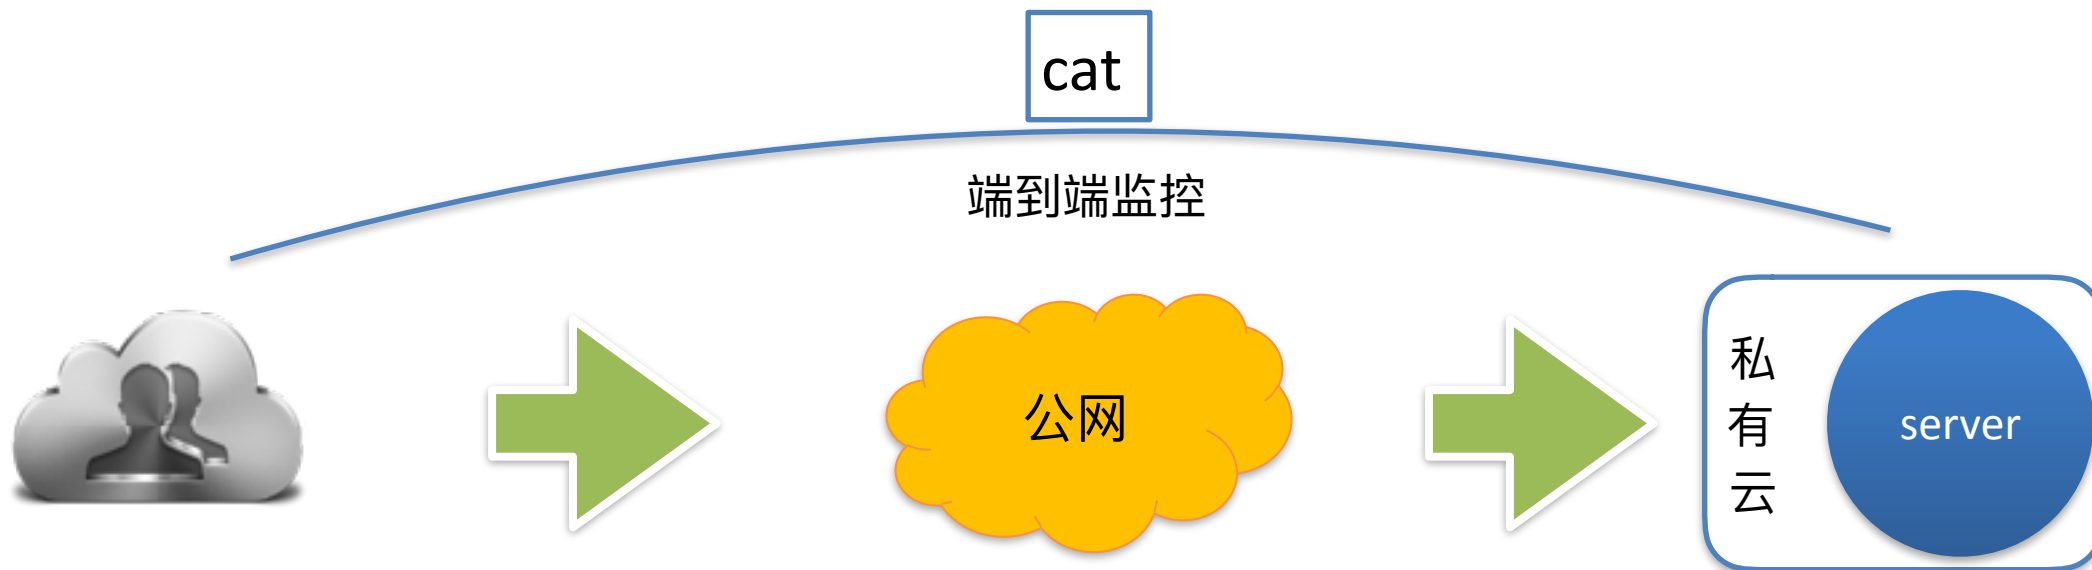 cat
端到端监控
公网
私
有
云
server